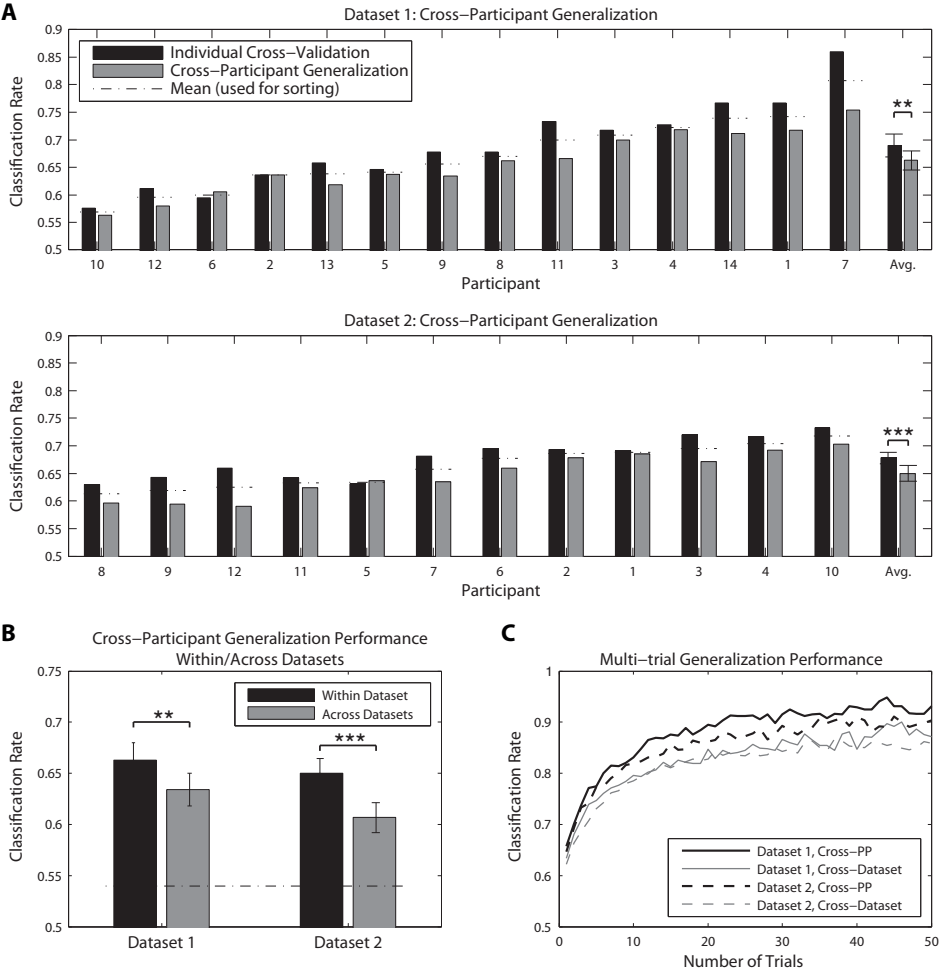 A
Dataset 1: Cross−Participant Generalization
Classification Rate
0.9
0.85
0.8
0.75
0.7
0.65
0.6
0.55
0.5
Individual Cross−Validation
Cross−Participant Generalization
Mean (used for sorting)
**
10 12 6 2 13 5 9 8 11 3 4 14 1 7 Avg.
Participant
Dataset 2: Cross−Participant Generalization
Classification Rate
0.9
0.85
0.8
0.75
0.7
0.65
0.6
0.55
0.5
***
8 9 12 11 5 7 6 2 1 3 4 10 Avg.
Participant
B
Cross−Participant Generalization Performance
Within/Across Datasets
Classification Rate
0.75
0.7
0.65
0.6
0.55
0.5
Within Dataset
Across Datasets
**
***
Dataset 1 Dataset 2
C
Multi−trial Generalization Performance
Classification Rate
1
0.9
0.8
0.7
0.6
0.5
Dataset 1, Cross−PP
Dataset 1, Cross−Dataset
Dataset 2, Cross−PP
Dataset 2, Cross−Dataset
0 10 20 30 40 50
Number of Trials